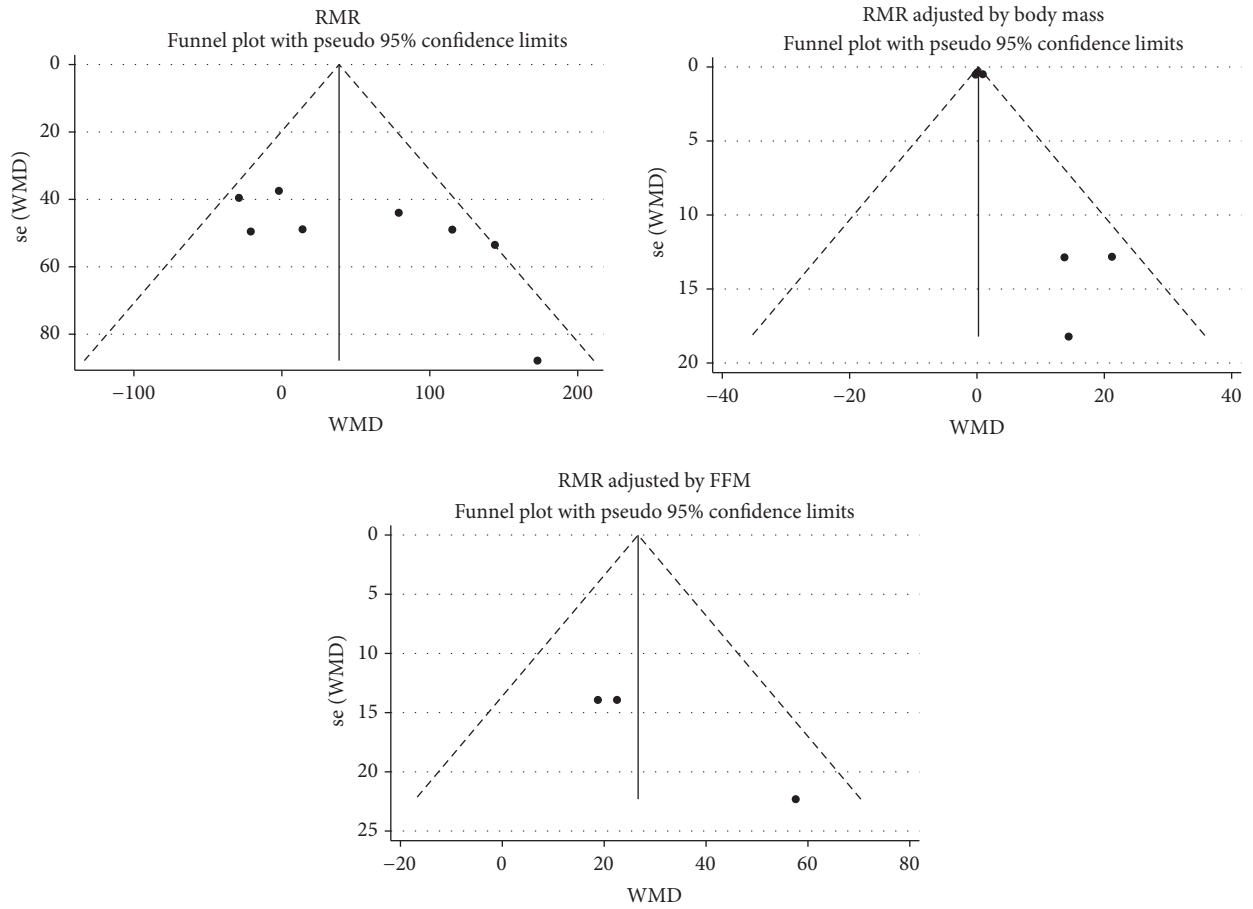 RMR
Funnel plot with pseudo 95% confidence limits
0
20
40
60
80
se (WMD)
−100 0 100 200
WMD
RMR adjusted by body mass
Funnel plot with pseudo 95% confidence limits
0
5
10
15
20
se (WMD)
−40 −20 0 20 40
WMD
RMR adjusted by FFM
Funnel plot with pseudo 95% confidence limits
0
5
10
15
20
25
se (WMD)
−20 0 20 40 60 80
WMD